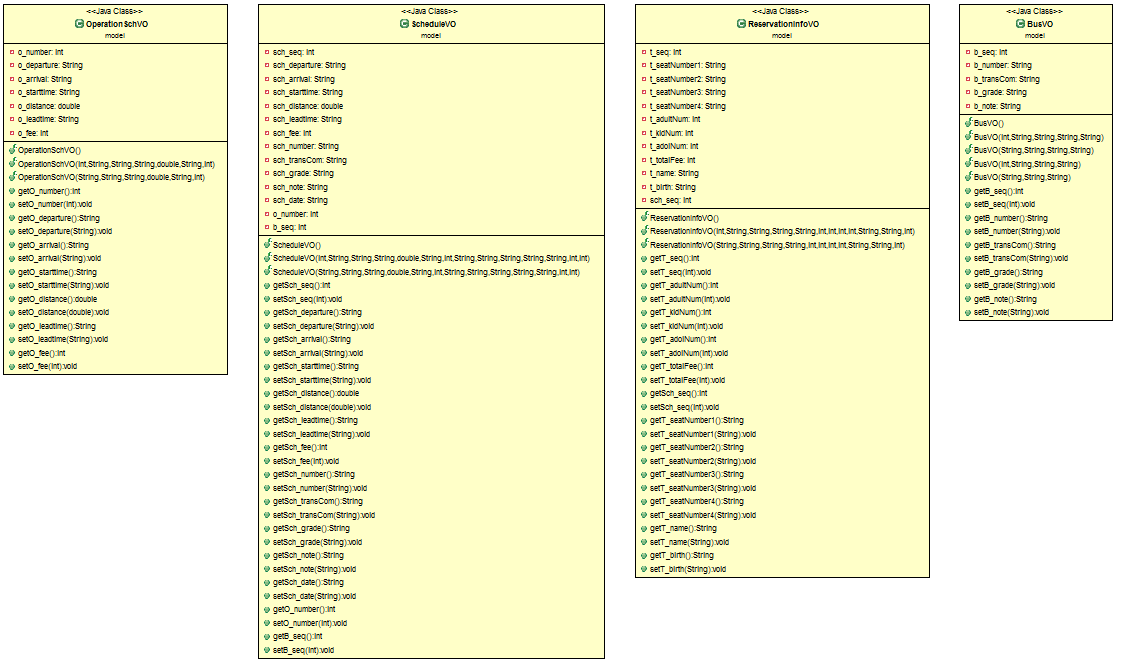 <<Java Class>>
OperationSchVO
model
o_number: int
o_departure: String
o_arrival: String
o_starttime: String
o_distance: double
o_leadtime: String
o_fee: int
OperationSchVO()
OperationSchVO(int,String,String,String,double,String,int)
OperationSchVO(String,String,String,double,String,int)
getO_number():int
setO_number(int):void
getO_departure():String
setO_departure(String):void
getO_arrival():String
setO_arrival(String):void
getO_starttime():String
setO_starttime(String):void
getO_distance():double
setO_distance(double):void
getO_leadtime():String
setO_leadtime(String):void
getO_fee():int
setO_fee(int):void
<<Java Class>>
ScheduleVO
model
sch_seq: int
sch_departure: String
sch_arrival: String
sch_starttime: String
sch_distance: double
sch_leadtime: String
sch_fee: int
sch_number: String
sch_transCom: String
sch_grade: String
sch_note: String
sch_date: String
o_number: int
b_seq: int
ScheduleVO()
ScheduleVO(int,String,String,String,double,String,int,String,String,String,String,String,int,int)
ScheduleVO(String,String,String,double,String,int,String,String,String,String,String,int,int)
getSch_seq():int
setSch_seq(int):void
getSch_departure():String
setSch_departure(String):void
getSch_arrival():String
setSch_arrival(String):void
getSch_starttime():String
setSch_starttime(String):void
getSch_distance():double
setSch_distance(double):void
getSch_leadtime():String
setSch_leadtime(String):void
getSch_fee():int
setSch_fee(int):void
getSch_number():String
setSch_number(String):void
getSch_transCom():String
setSch_transCom(String):void
getSch_grade():String
setSch_grade(String):void
getSch_note():String
setSch_note(String):void
getSch_date():String
setSch_date(String):void
getO_number():int
setO_number(int):void
getB_seq():int
setB_seq(int):void
<<Java Class>>
ReservationInfoVO
model
t_seq: int
t_seatNumber1: String
t_seatNumber2: String
t_seatNumber3: String
t_seatNumber4: String
t_adultNum: int
t_kidNum: int
t_adolNum: int
t_totalFee: int
t_name: String
t_birth: String
sch_seq: int
ReservationInfoVO()
ReservationInfoVO(int,String,String,String,String,int,int,int,int,String,String,int)
ReservationInfoVO(String,String,String,String,int,int,int,int,String,String,int)
getT_seq():int
setT_seq(int):void
getT_adultNum():int
setT_adultNum(int):void
getT_kidNum():int
setT_kidNum(int):void
getT_adolNum():int
setT_adolNum(int):void
getT_totalFee():int
setT_totalFee(int):void
getSch_seq():int
setSch_seq(int):void
getT_seatNumber1():String
setT_seatNumber1(String):void
getT_seatNumber2():String
setT_seatNumber2(String):void
getT_seatNumber3():String
setT_seatNumber3(String):void
getT_seatNumber4():String
setT_seatNumber4(String):void
getT_name():String
setT_name(String):void
getT_birth():String
setT_birth(String):void
<<Java Class>>
BusVO
model
b_seq: int
b_number: String
b_transCom: String
b_grade: String
b_note: String
BusVO()
BusVO(int,String,String,String,String)
BusVO(String,String,String,String)
BusVO(int,String,String,String)
BusVO(String,String,String)
getB_seq():int
setB_seq(int):void
getB_number():String
setB_number(String):void
getB_transCom():String
setB_transCom(String):void
getB_grade():String
setB_grade(String):void
getB_note():String
setB_note(String):void